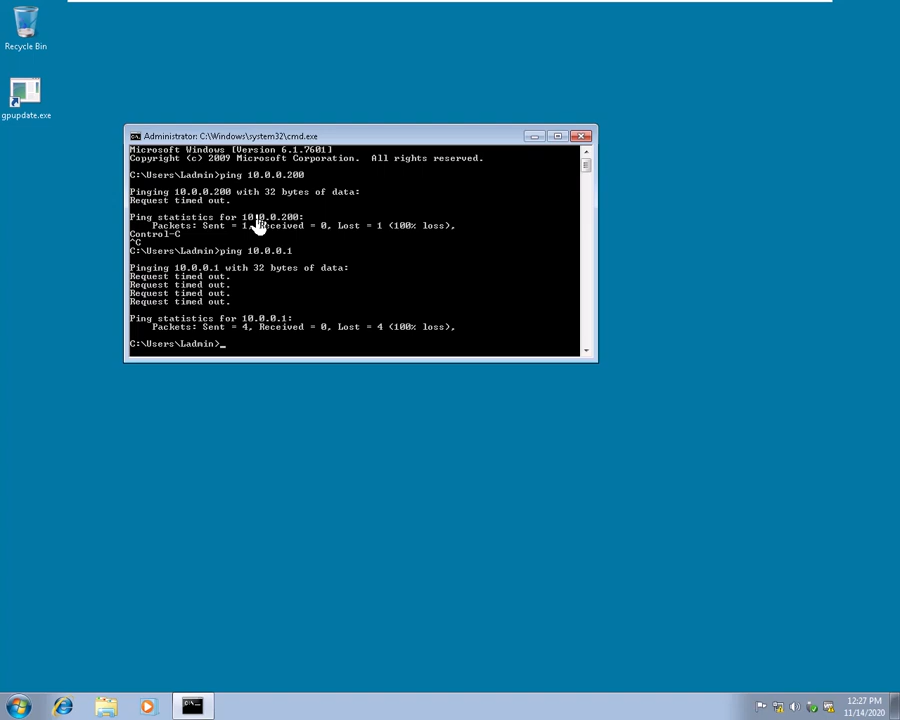 Recycle Bin
gpupdate.exe
Administrator: C:\Windows\system32\cmd.exe
Microsoft Windows [Version 6.1.7601]
Copyright (c) 2009 Microsoft Corporation.  All rights reserved.
C:\Users\Ladmin>ping 10.0.0.200
Pinging 10.0.0.200 with 32 bytes of data:
Request timed out.
Ping statistics for 10.0.0.200:
    Packets: Sent = 1, Received = 0, Lost = 1 (100% loss),
Control-C
^C
C:\Users\Ladmin>ping 10.0.0.1
Pinging 10.0.0.1 with 32 bytes of data:
Request timed out.
Request timed out.
Request timed out.
Request timed out.
Ping statistics for 10.0.0.1:
    Packets: Sent = 4, Received = 0, Lost = 4 (100% loss),
C:\Users\Ladmin>_
12:27 PM
11/14/2020